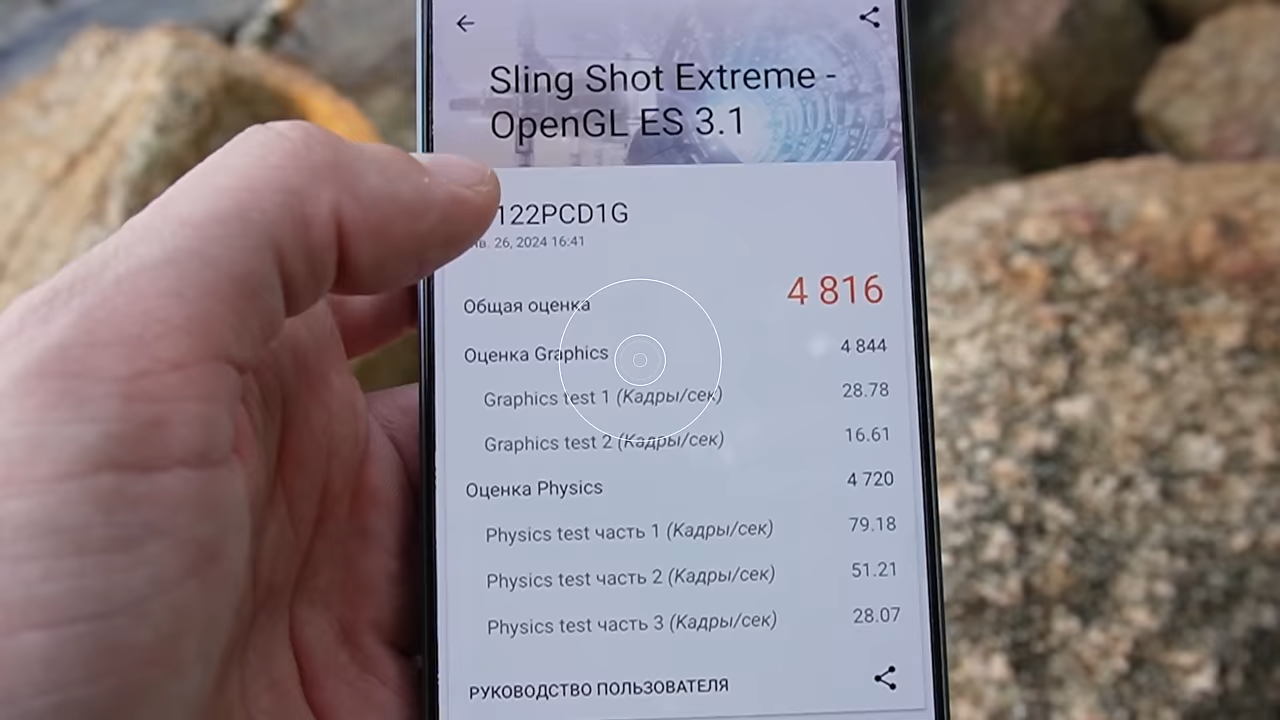 Sling Shot Extreme -
OpenGL ES 3.1
122PCD1G
26, 2024 16:41
Общая оценка 4 816
Оценка Graphics 4 844
Graphics test 1 (Кадры/сек) 28.78
Graphics test 2 (Кадры/сек) 16.61
Оценка Physics 4 720
Physics test часть 1 (Кадры/сек) 79.18
Physics test часть 2 (Кадры/сек) 51.21
Physics test часть 3 (Кадры/сек) 28.07
РУКОВОДСТВО ПОЛЬЗОВАТЕЛЯ